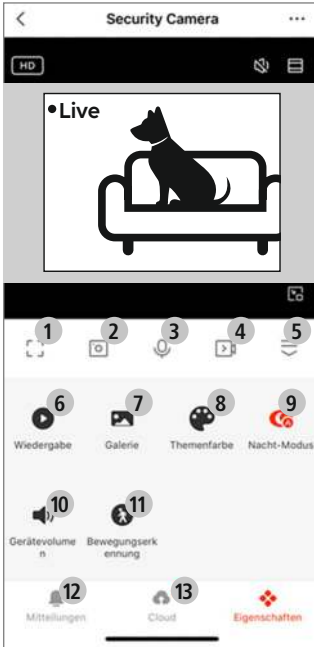 Security Camera
HD
Live
1 2 3 4 5
6 7 8 9
Wiedergabe Galerie Themenfarbe Nacht-Modus
10 11
Gerätevolume Bewegungserk
n ennung
12 13
Mitteilungen Cloud Eigenschaften